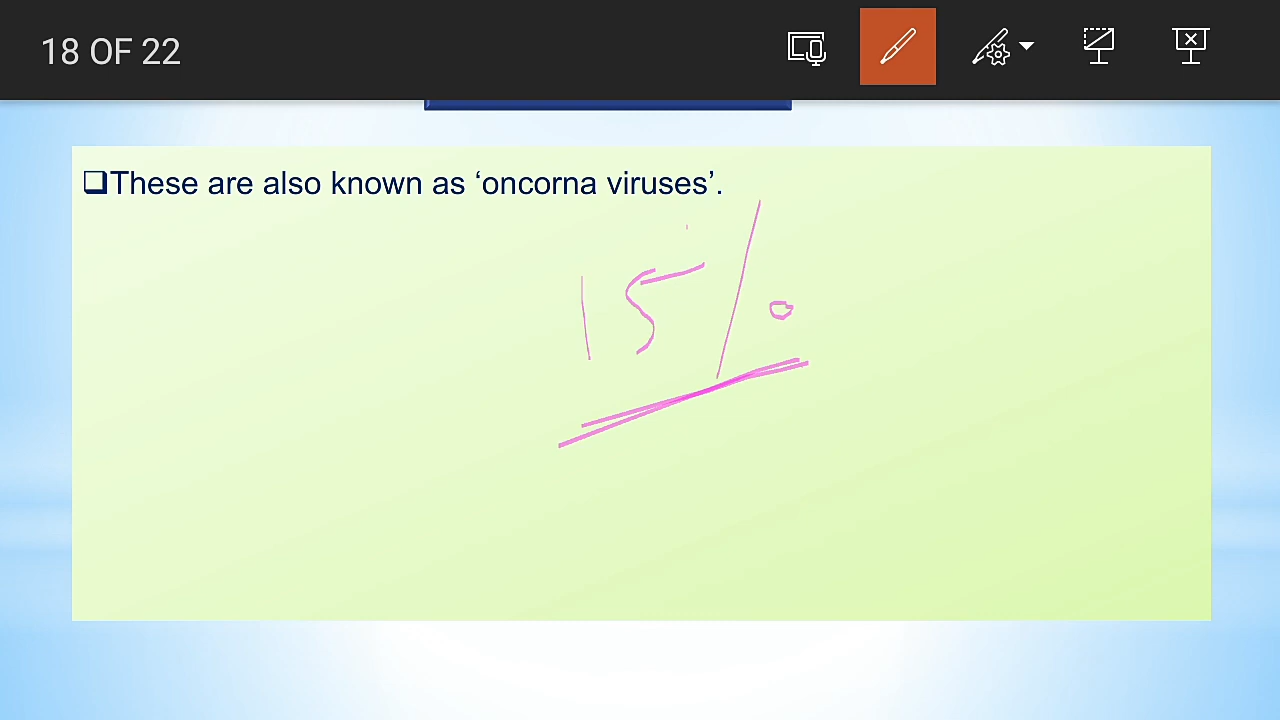 18 OF 22
❑These are also known as ‘oncorna viruses’.
15%